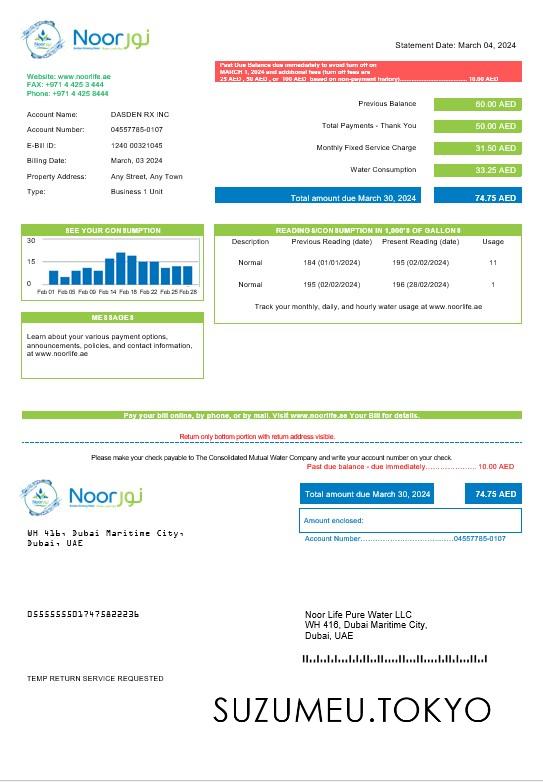 Noor نور
Statement Date: March 04, 2024
Past Due Balance due immediately to avoid turn off on
MARCH 1, 2024 and additional fees (turn off fees are
25 AED , 50 AED , or 100 AED based on non-payment history)............................ 10.00 AED
Website: www.noorlife.ae
FAX: +971 4 425 3 444
Phone: +971 4 425 8444
Previous Balance 60.00 AED
Account Name: DASDEN RX INC
Total Payments - Thank You 50.00 AED
Account Number: 04557785-0107
E-Bill ID: 1240 00321045
Monthly Fixed Service Charge 31.50 AED
Billing Date: March, 03 2024
Water Consumption 33.25 AED
Property Address: Any Street, Any Town
Type: Business 1 Unit
Total amount due March 30, 2024 74.75 AED
SEE YOUR CONSUMPTION
30
15
0
Feb 01 Feb 05 Feb 09 Feb 14 Feb 18 Feb 22 Feb 25 Feb 28
READINGS/CONSUMPTION IN 1,000'S OF GALLONS
Description Previous Reading (date) Present Reading (date) Usage
Normal 184 (01/01/2024) 195 (02/02/2024) 11
Normal 195 (02/02/2024) 196 (28/02/2024) 1
Track your monthly, daily, and hourly water usage at www.noorlife.ae
MESSAGES
Learn about your various payment options,
announcements, policies, and contact information,
at www.noorlife.ae
Pay your bill online, by phone, or by mail. Visit www.noorlife.ae Your Bill for details.
Return only bottom portion with return address visible.
Please make your check payable to The Consolidated Mutual Water Company and write your account number on your check.
Past due balance - due immediately..................... 10.00 AED
Noor نور
Total amount due March 30, 2024 74.75 AED
Amount enclosed:
WH 416, Dubai Maritime City,
Dubai, UAE
Account Number................................04557785-0107
05555555017475822236
Noor Life Pure Water LLC
WH 416, Dubai Maritime City,
Dubai, UAE
TEMP RETURN SERVICE REQUESTED
SUZUMEU.TOKYO